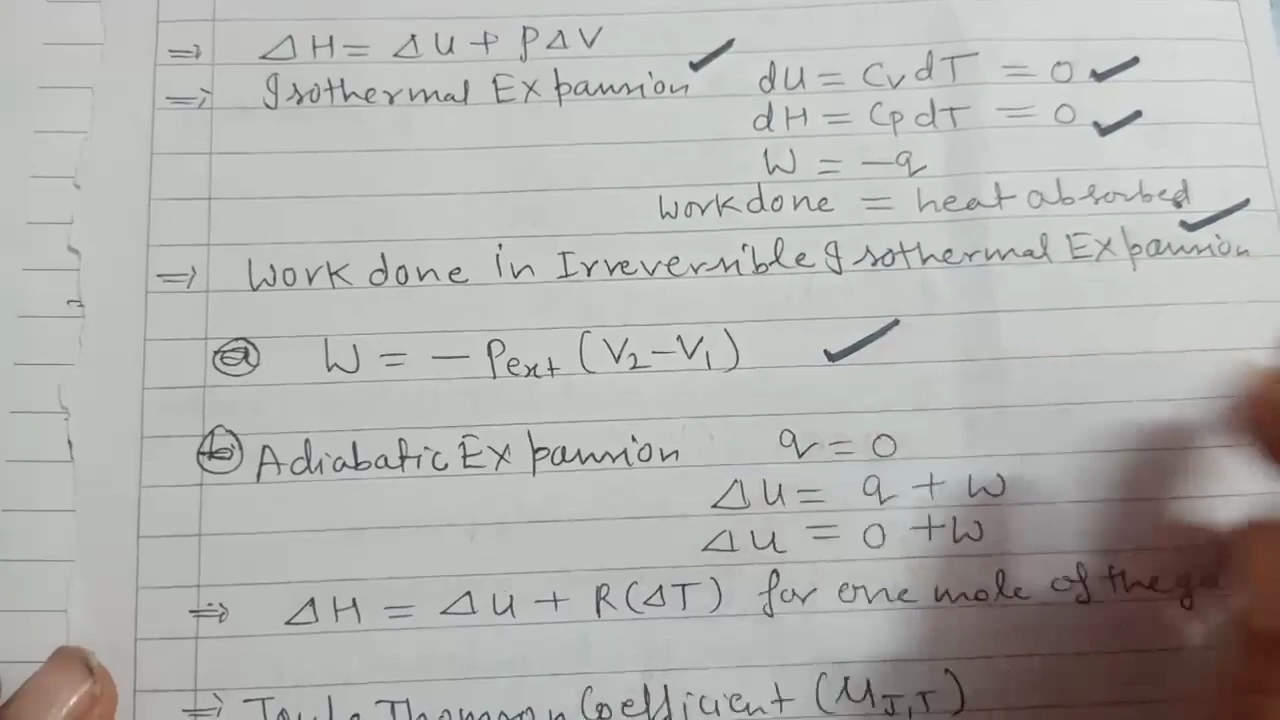 ⇒ ΔH = ΔU + PΔV
⇒ Isothermal Expansion dU = CvdT = 0
dH = CpdT = 0
W = -q
Work done = heat absorbed
⇒ Work done in Irreversible Isothermal Expansion
ⓐ W = - Pext (V₂-V₁)
ⓑ Adiabatic Expansion q = 0
ΔU = q + W
ΔU = 0 + W
⇒ ΔH = ΔU + R(ΔT) for one mole of the
⇒ Joule Thomson Coefficient (μJ,T)